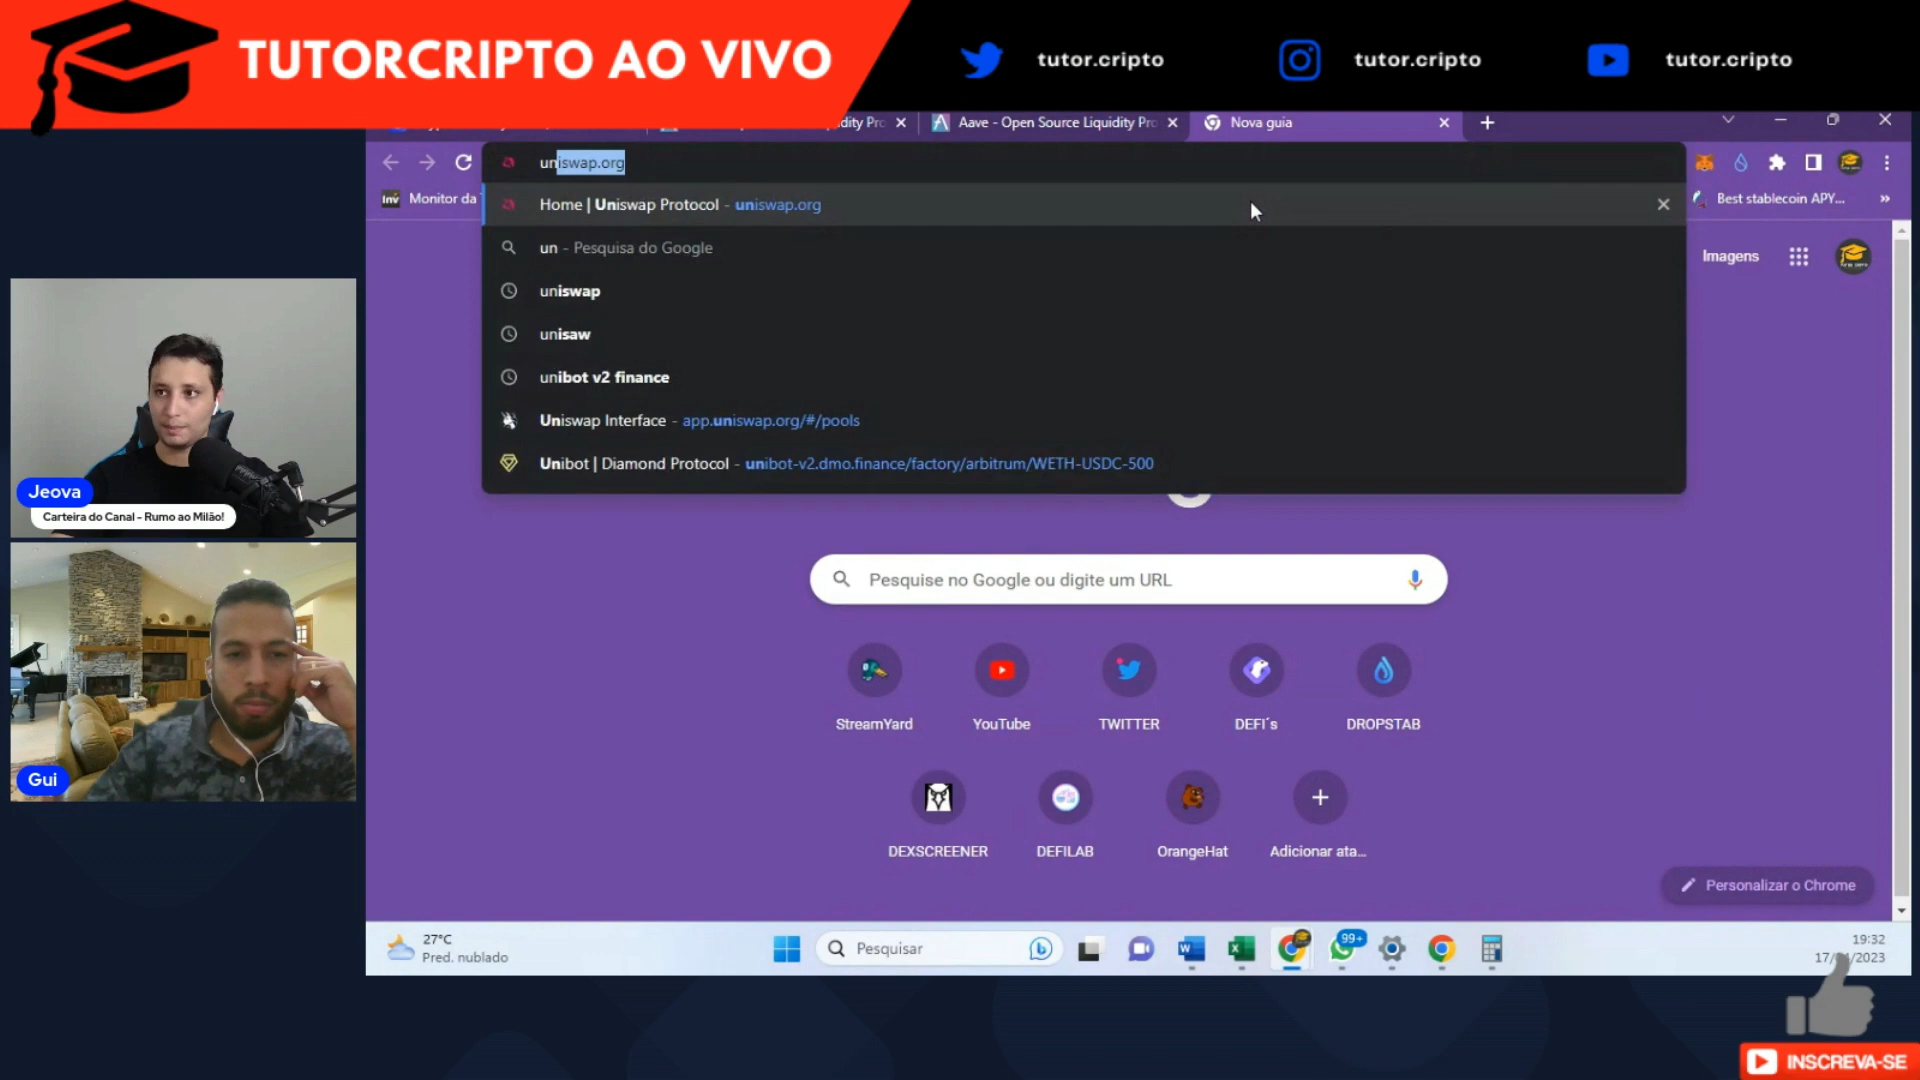 TUTORCRIPTO AO VIVO
tutor.cripto
tutor.cripto
tutor.cripto
Aave - Open Source Liquidity Pr
Nova guia
uniswap.org
Monitor da
Best stablecoin APY...
Home | Uniswap Protocol - uniswap.org
un - Pesquisa do Google
uniswap
unisaw
unibot v2 finance
Uniswap Interface - app.uniswap.org/#/pools
Unibot | Diamond Protocol - unibot-v2.dmo.finance/factory/arbitrum/WETH-USDC-500
Imagens
Jeova
Carteira do Canal - Rumo ao Milão!
Gui
Pesquise no Google ou digite um URL
StreamYard
YouTube
TWITTER
DEFI´s
DROPSTAB
DEXSCREENER
DEFILAB
OrangeHat
Adicionar ata...
Personalizar o Chrome
27°C
Pred. nublado
Pesquisar
99+
19:32
INSCREVA-SE